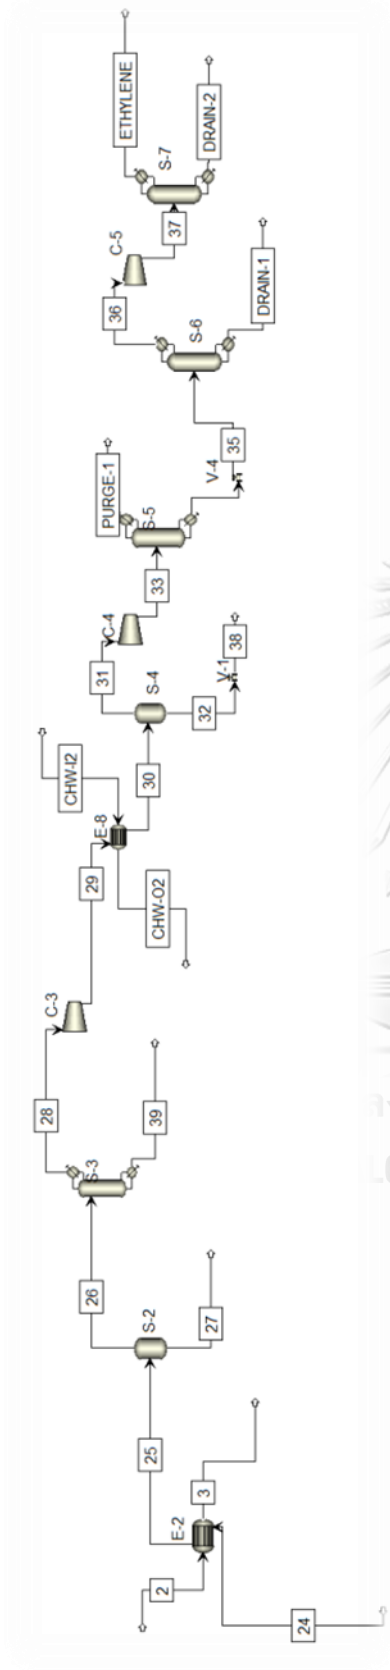 2
24
E-2
3
25
S-2
27
26
S-3
39
28
C-3
29
E-8
CHW-I2
CHW-O2
30
S-4
31
32
V-1
38
C-4
33
S-5
PURGE-1
V-4
35
S-6
DRAIN-1
36
C-5
37
S-7
ETHYLENE
DRAIN-2